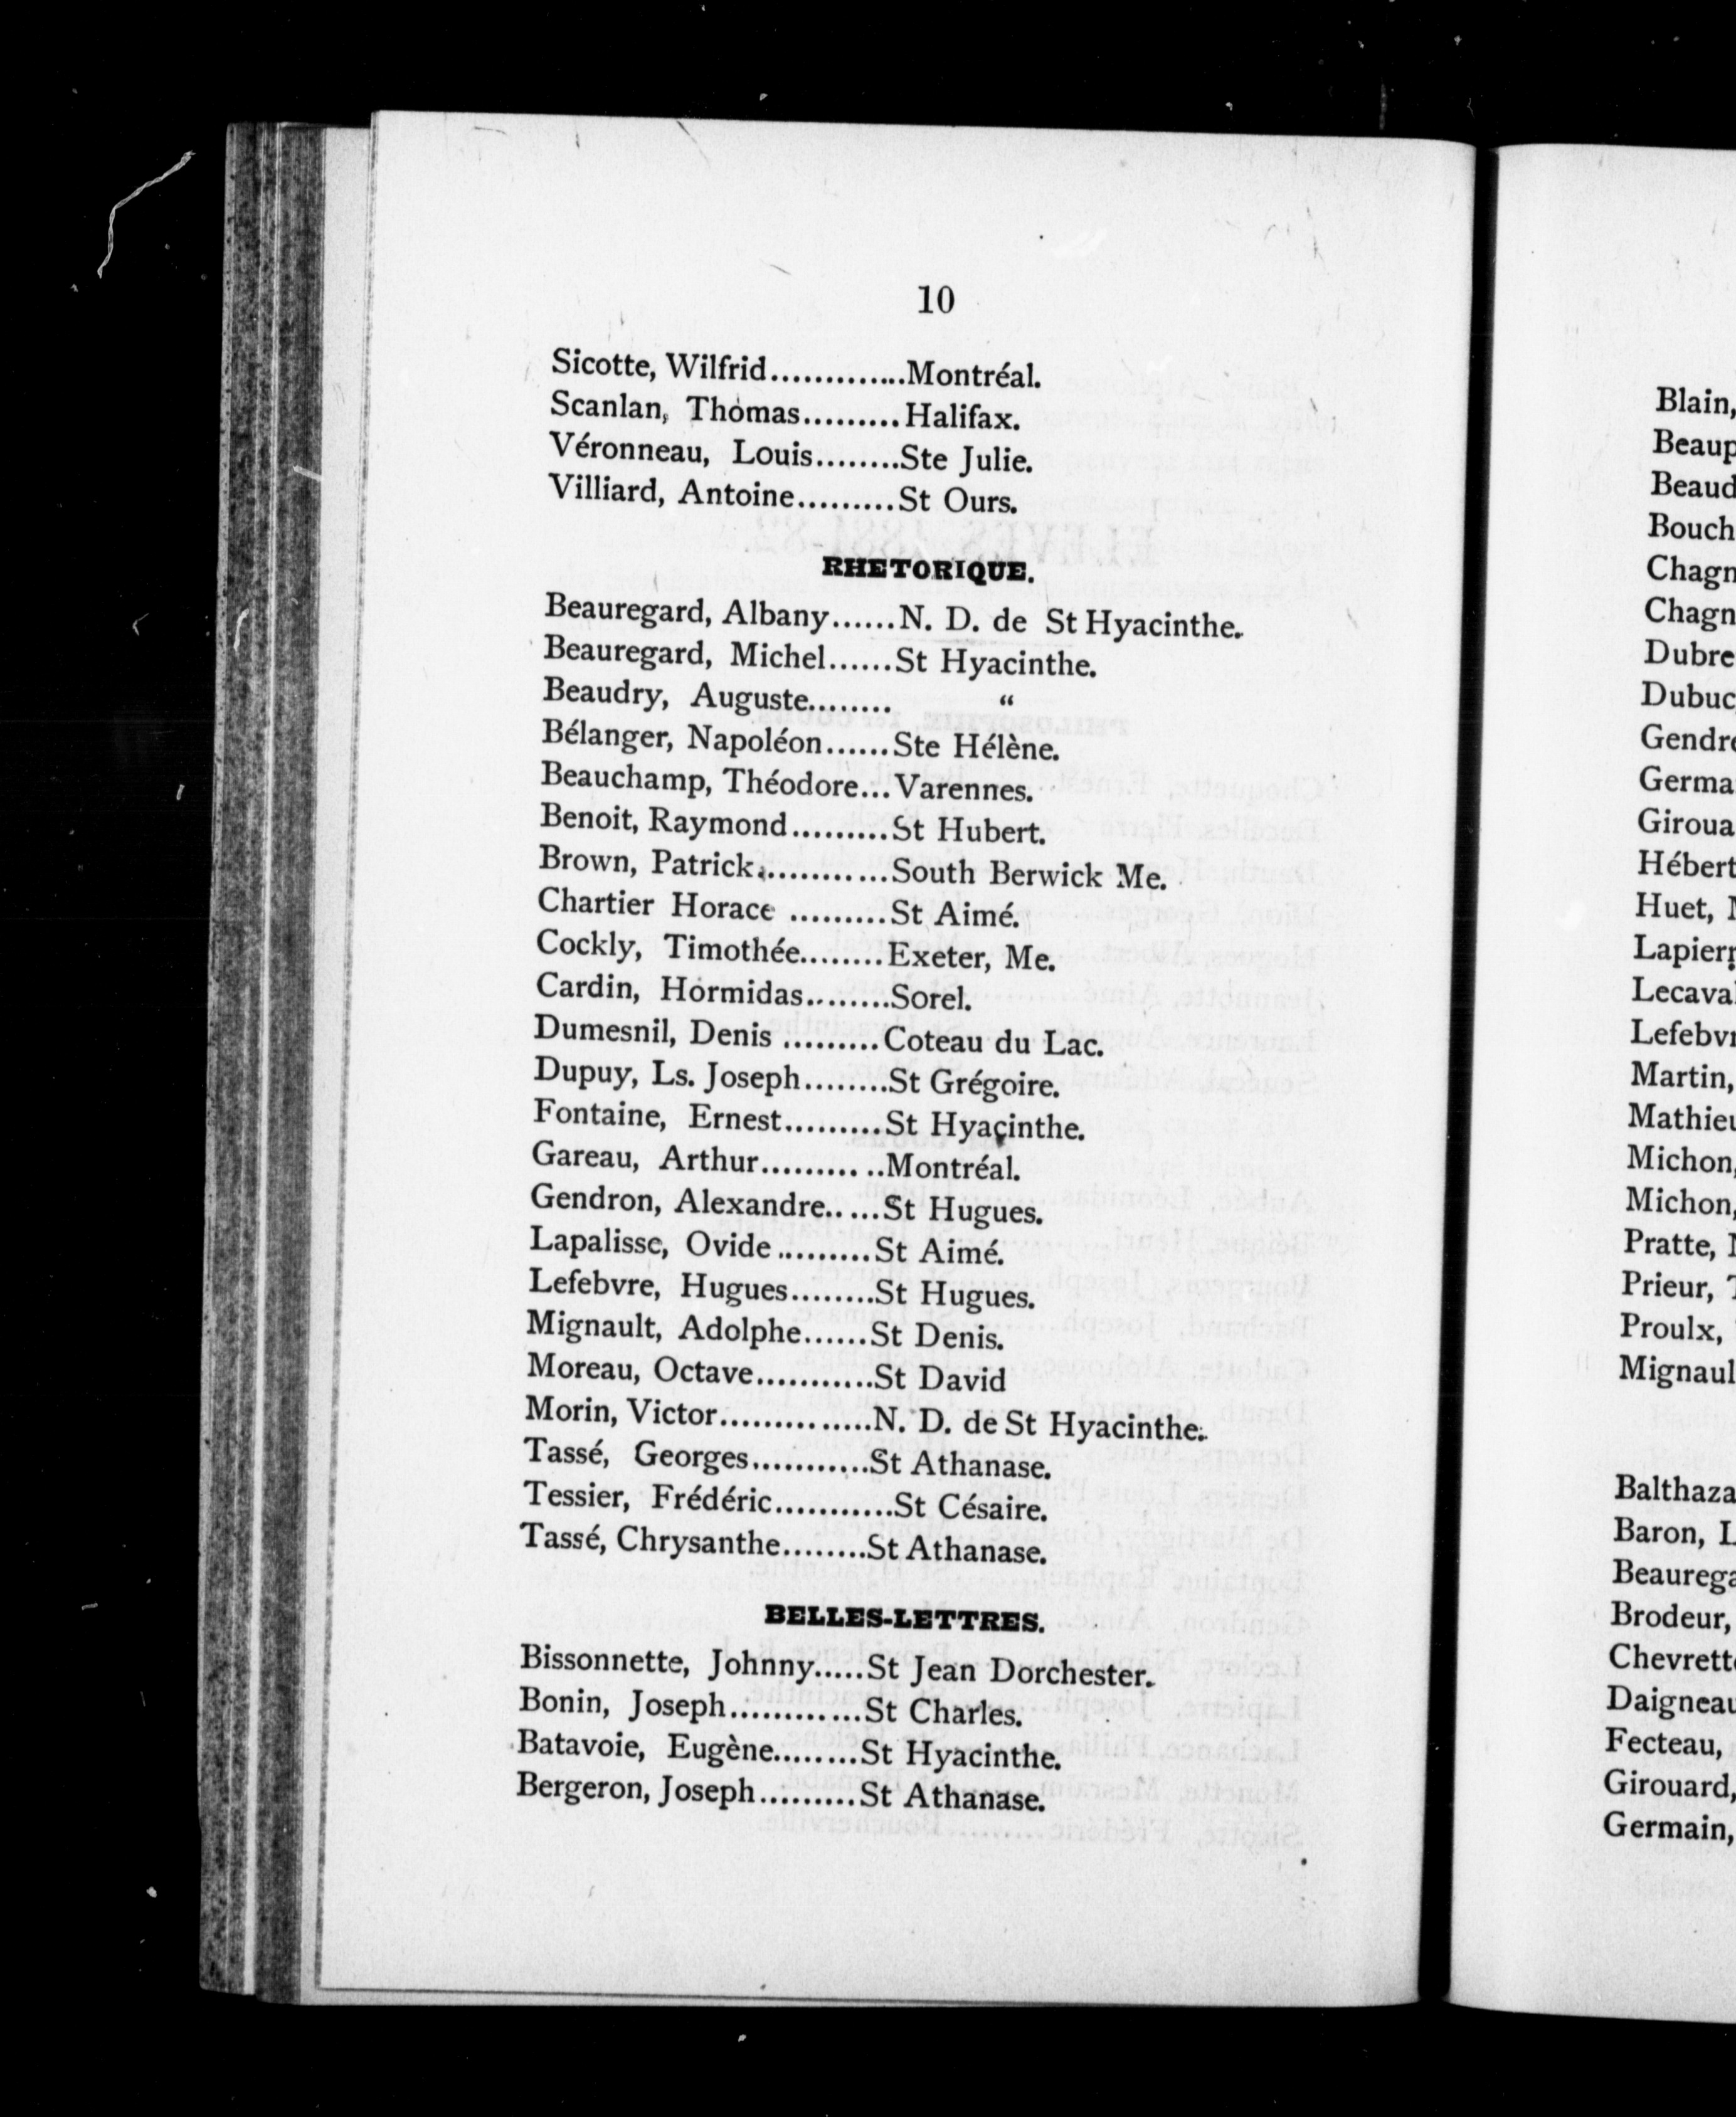 10
Sicotte, Wilfrid.............Montréal.
Scanlan, Thomas.........Halifax.
Véronneau, Louis........Ste Julie.
Villiard, Antoine.........St Ours.
RHETORIQUE.
Beauregard, Albany......N. D. de St Hyacinthe.
Beauregard, Michel......St Hyacinthe.
Beaudry, Auguste........ “
Bélanger, Napoléon......Ste Hélène.
Beauchamp, Théodore...Varennes.
Benoit, Raymond.........St Hubert.
Brown, Patrick............South Berwick Me.
Chartier Horace .........St Aimé.
Cockly, Timothée........Exeter, Me.
Cardin, Hormidas........Sorel.
Dumesnil, Denis .........Coteau du Lac.
Dupuy, Ls. Joseph........St Grégoire.
Fontaine, Ernest.........St Hyacinthe.
Gareau, Arthur......... ..Montréal.
Gendron, Alexandre.. ...St Hugues.
Lapalisse, Ovide.........St Aimé.
Lefebvre, Hugues........St Hugues.
Mignault, Adolphe......St Denis.
Moreau, Octave...........St David
Morin, Victor..............N. D. de St Hyacinthe.
Tassé, Georges...........St Athanase.
Tessier, Frédéric...........St Césaire.
Tassé, Chrysanthe........St Athanase.
BELLES-LETTRES.
Bissonnette, Johnny.....St Jean Dorchester.
Bonin, Joseph............St Charles.
Batavoie, Eugène........St Hyacinthe.
Bergeron, Joseph.........St Athanase.
Blain,
Beaup
Beaud
Bouch
Chagn
Chagn
Dubre
Dubuc
Gendre
Germa
Giroua
Hébert
Huet,
Lapierr
Lecaval
Lefebvr
Martin,
Mathieu
Michon,
Michon,
Pratte,
Prieur,
Proulx,
Mignaul
Balthaza
Baron, L
Beaurega
Brodeur,
Chevrette
Daigneau
Fecteau,
Girouard,
Germain,